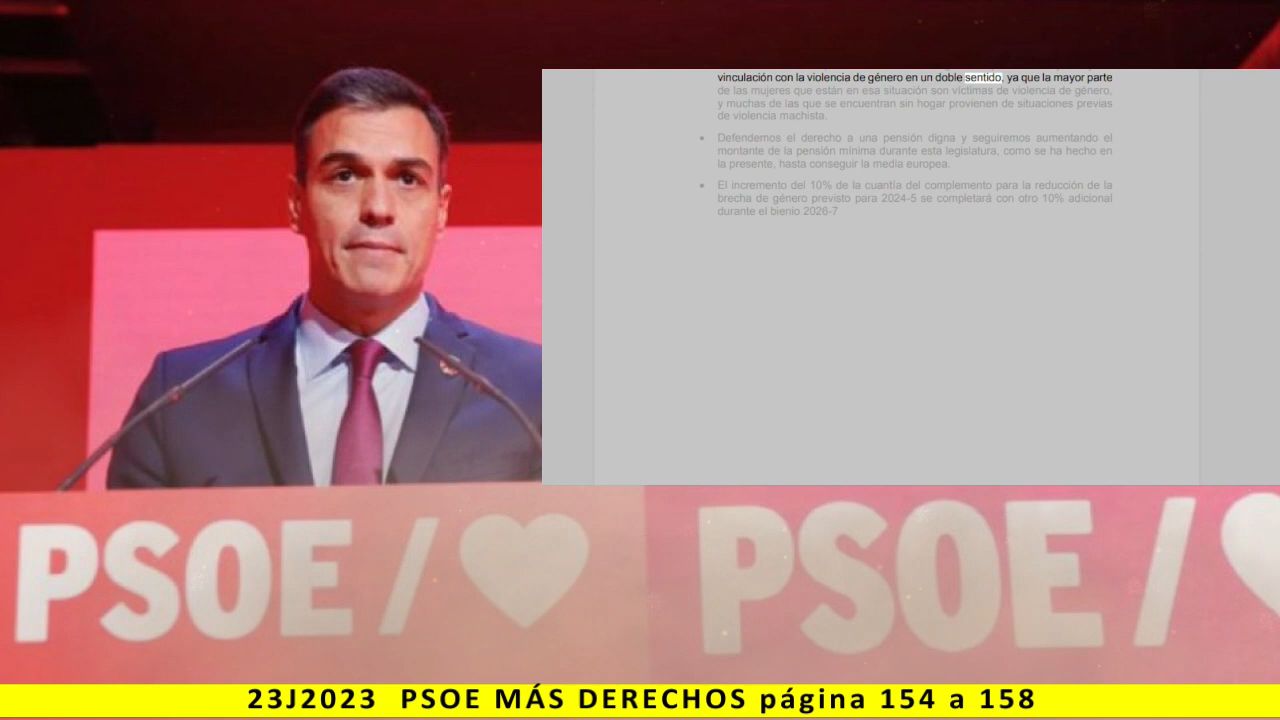 vinculación con la violencia de género en un doble sentido, ya que la mayor parte
de las mujeres que están en esa situación son víctimas de violencia de género,
y muchas de las que se encuentran sin hogar provienen de situaciones previas
de violencia machista.
• Defendemos el derecho a una pensión digna y seguiremos aumentando el
montante de la pensión mínima durante esta legislatura, como se ha hecho en
la presente, hasta conseguir la media europea.
• El incremento del 10% de la cuantía del complemento para la reducción de la
brecha de género previsto para 2024-5 se completará con otro 10% adicional
durante el bienio 2026-7
PSOE/
PSOE/
23J2023 PSOE MÁS DERECHOS página 154 a 158